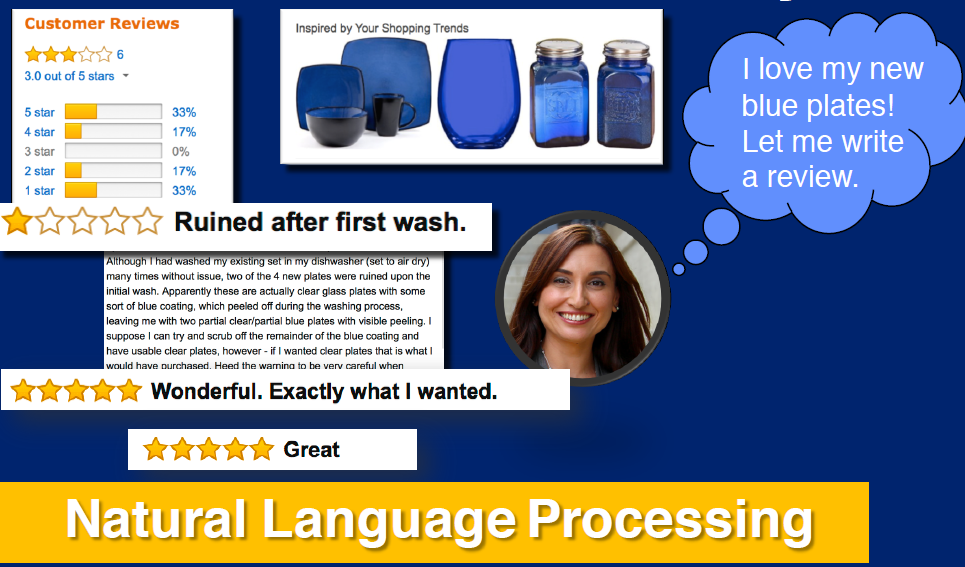 Customer Reviews
6
3.0 out of 5 stars
5 star 33%
4 star 17%
3 star 0%
2 star 17%
1 star 33%
Inspired by Your Shopping Trends
I love my new
blue plates!
Let me write
a review.
Ruined after first wash.
Although I had washed my existing set in my dishwasher (set to air dry)
many times without issue, two of the 4 new plates were ruined upon the
initial wash. Apparently these are actually clear glass plates with some
sort of blue coating, which peeled off during the washing process,
leaving me with two partial clear/partial blue plates with visible peeling. I
suppose I can try and scrub off the remainder of the blue coating and
have usable clear plates, however - if I wanted clear plates that is what I
would have purchased. Heed the warning to be very careful when
Wonderful. Exactly what I wanted.
Great
Natural Language Processing